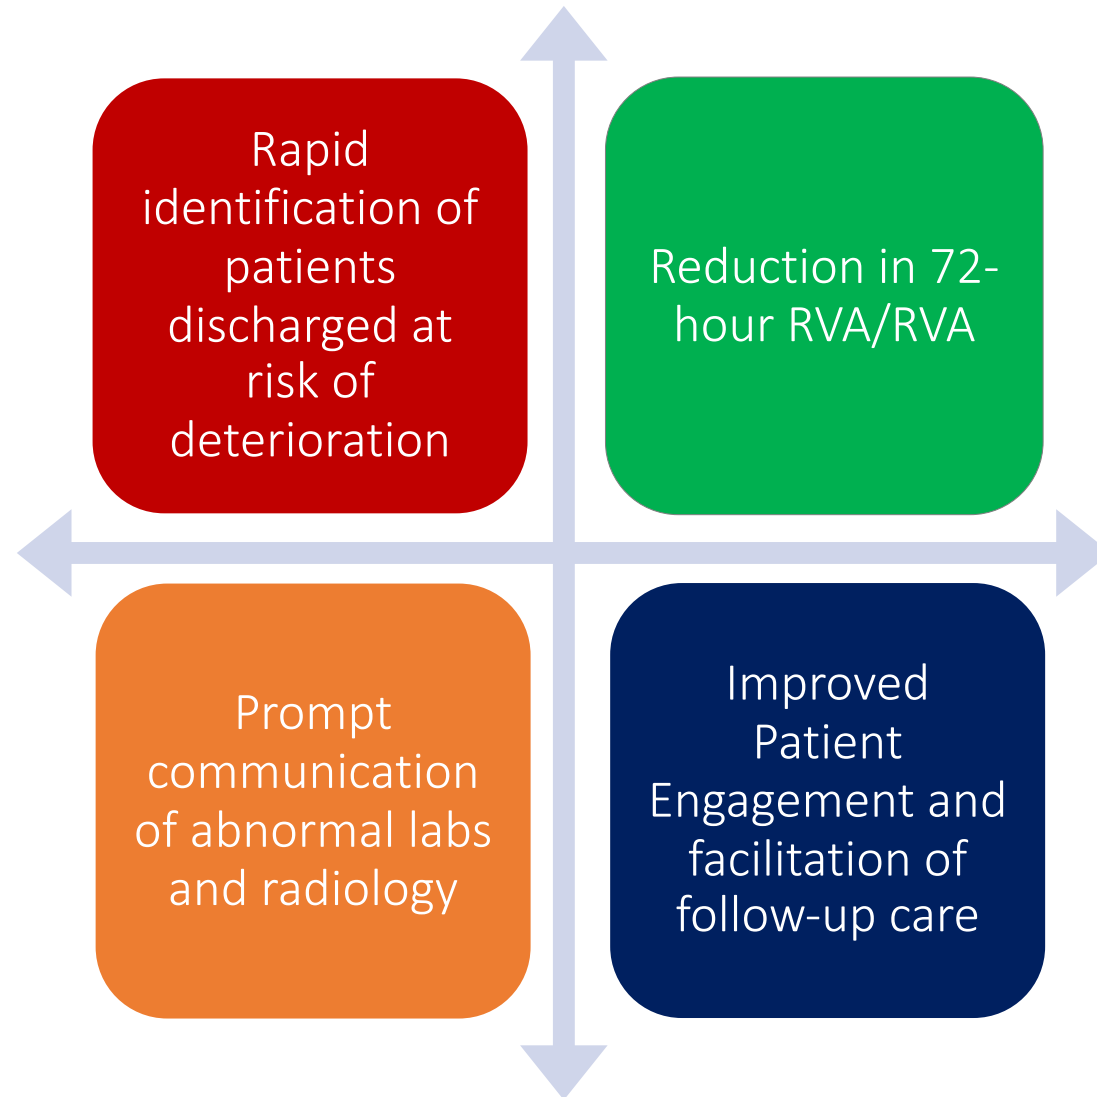 Rapid
identification of
patients
discharged at
risk of
deterioration
Reduction in 72-
hour RVA/RVA
Prompt
communication
of abnormal labs
and radiology
Improved
Patient
Engagement and
facilitation of
follow-up care